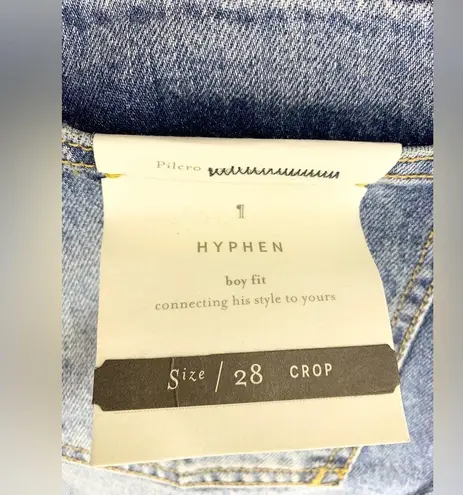 Pilcro
¶
HYPHEN
boy fit
connecting his style to yours
Size / 28 CROP